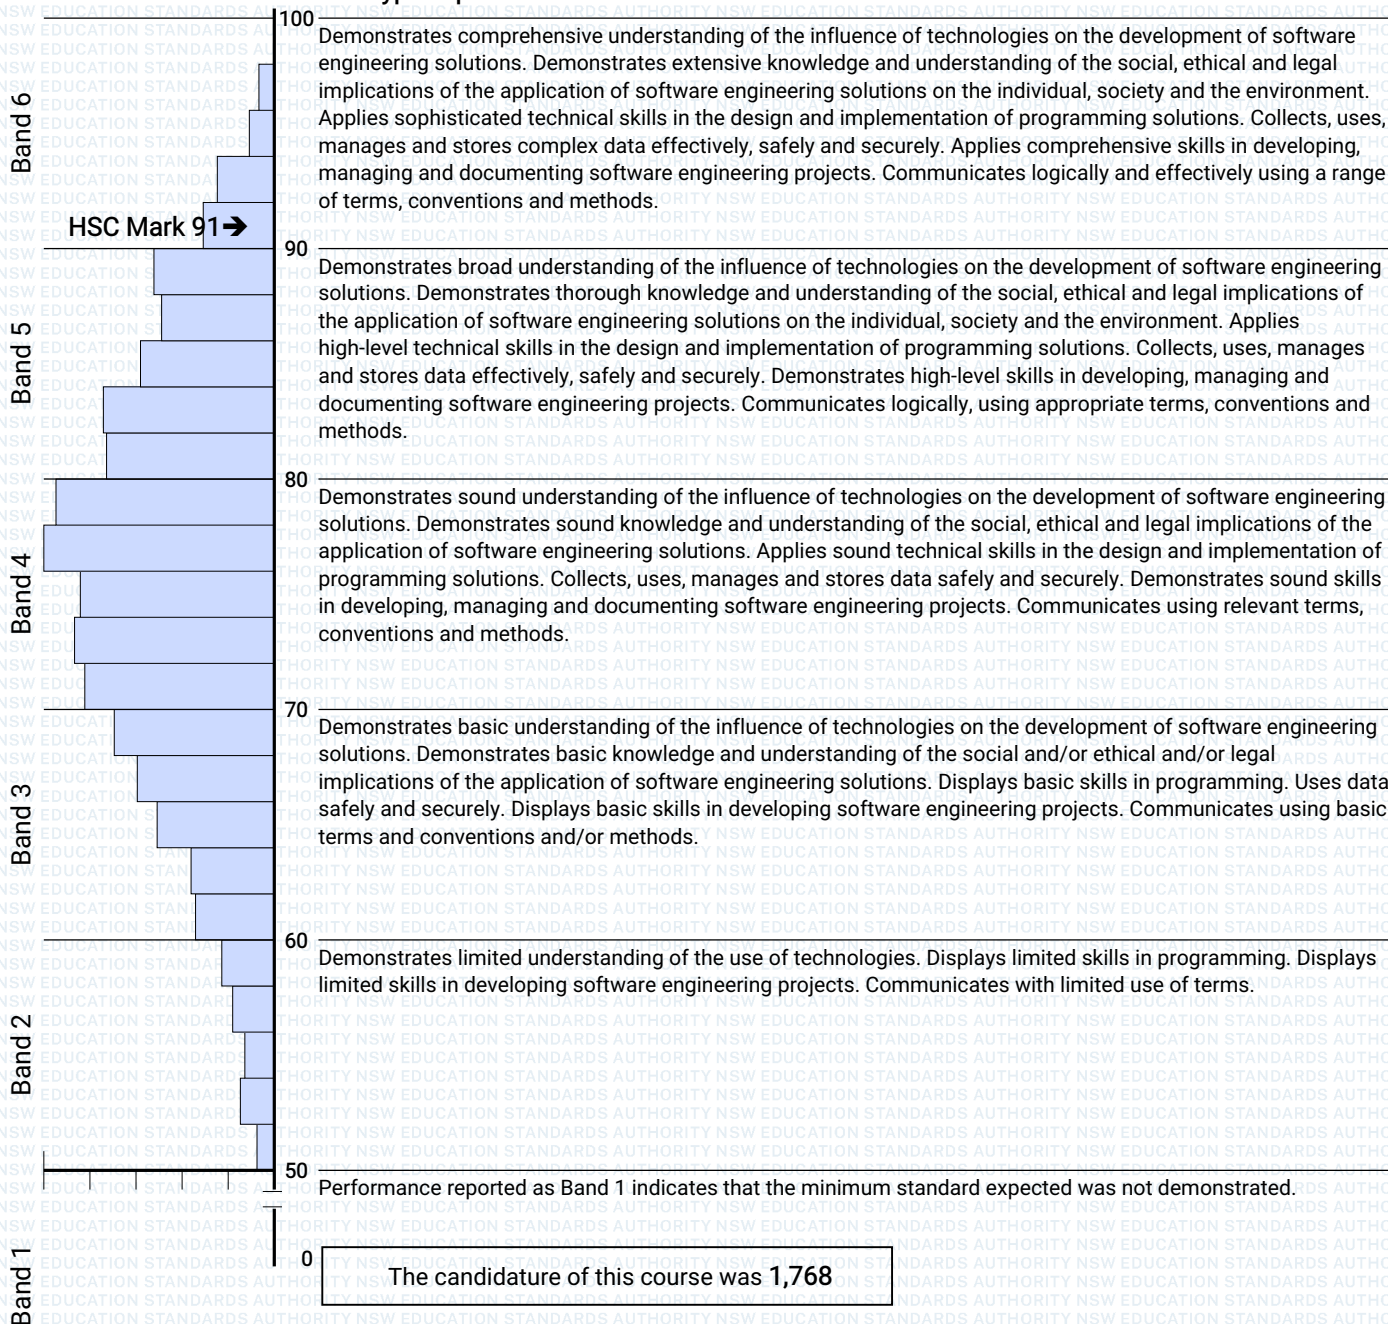 100
Demonstrates comprehensive understanding of the influence of technologies on the development of software
engineering solutions. Demonstrates extensive knowledge and understanding of the social, ethical and legal
implications of the application of software engineering solutions on the individual, society and the environment.
Applies sophisticated technical skills in the design and implementation of programming solutions. Collects, uses,
manages and stores complex data effectively, safely and securely. Applies comprehensive skills in developing,
managing and documenting software engineering projects. Communicates logically and effectively using a range
of terms, conventions and methods.
Band 6
HSC Mark 91➔
90
Demonstrates broad understanding of the influence of technologies on the development of software engineering
solutions. Demonstrates thorough knowledge and understanding of the social, ethical and legal implications of
the application of software engineering solutions on the individual, society and the environment. Applies
high-level technical skills in the design and implementation of programming solutions. Collects, uses, manages
and stores data effectively, safely and securely. Demonstrates high-level skills in developing, managing and
documenting software engineering projects. Communicates logically, using appropriate terms, conventions and
methods.
Band 5
80
Demonstrates sound understanding of the influence of technologies on the development of software engineering
solutions. Demonstrates sound knowledge and understanding of the social, ethical and legal implications of the
application of software engineering solutions. Applies sound technical skills in the design and implementation of
programming solutions. Collects, uses, manages and stores data safely and securely. Demonstrates sound skills
in developing, managing and documenting software engineering projects. Communicates using relevant terms,
conventions and methods.
Band 4
70
Demonstrates basic understanding of the influence of technologies on the development of software engineering
solutions. Demonstrates basic knowledge and understanding of the social and/or ethical and/or legal
implications of the application of software engineering solutions. Displays basic skills in programming. Uses data
safely and securely. Displays basic skills in developing software engineering projects. Communicates using basic
terms and conventions and/or methods.
Band 3
60
Demonstrates limited understanding of the use of technologies. Displays limited skills in programming. Displays
limited skills in developing software engineering projects. Communicates with limited use of terms.
Band 2
50
Performance reported as Band 1 indicates that the minimum standard expected was not demonstrated.
Band 1
0
The candidature of this course was 1,768
NSW EDUCATION STANDARDS AUTHORITY